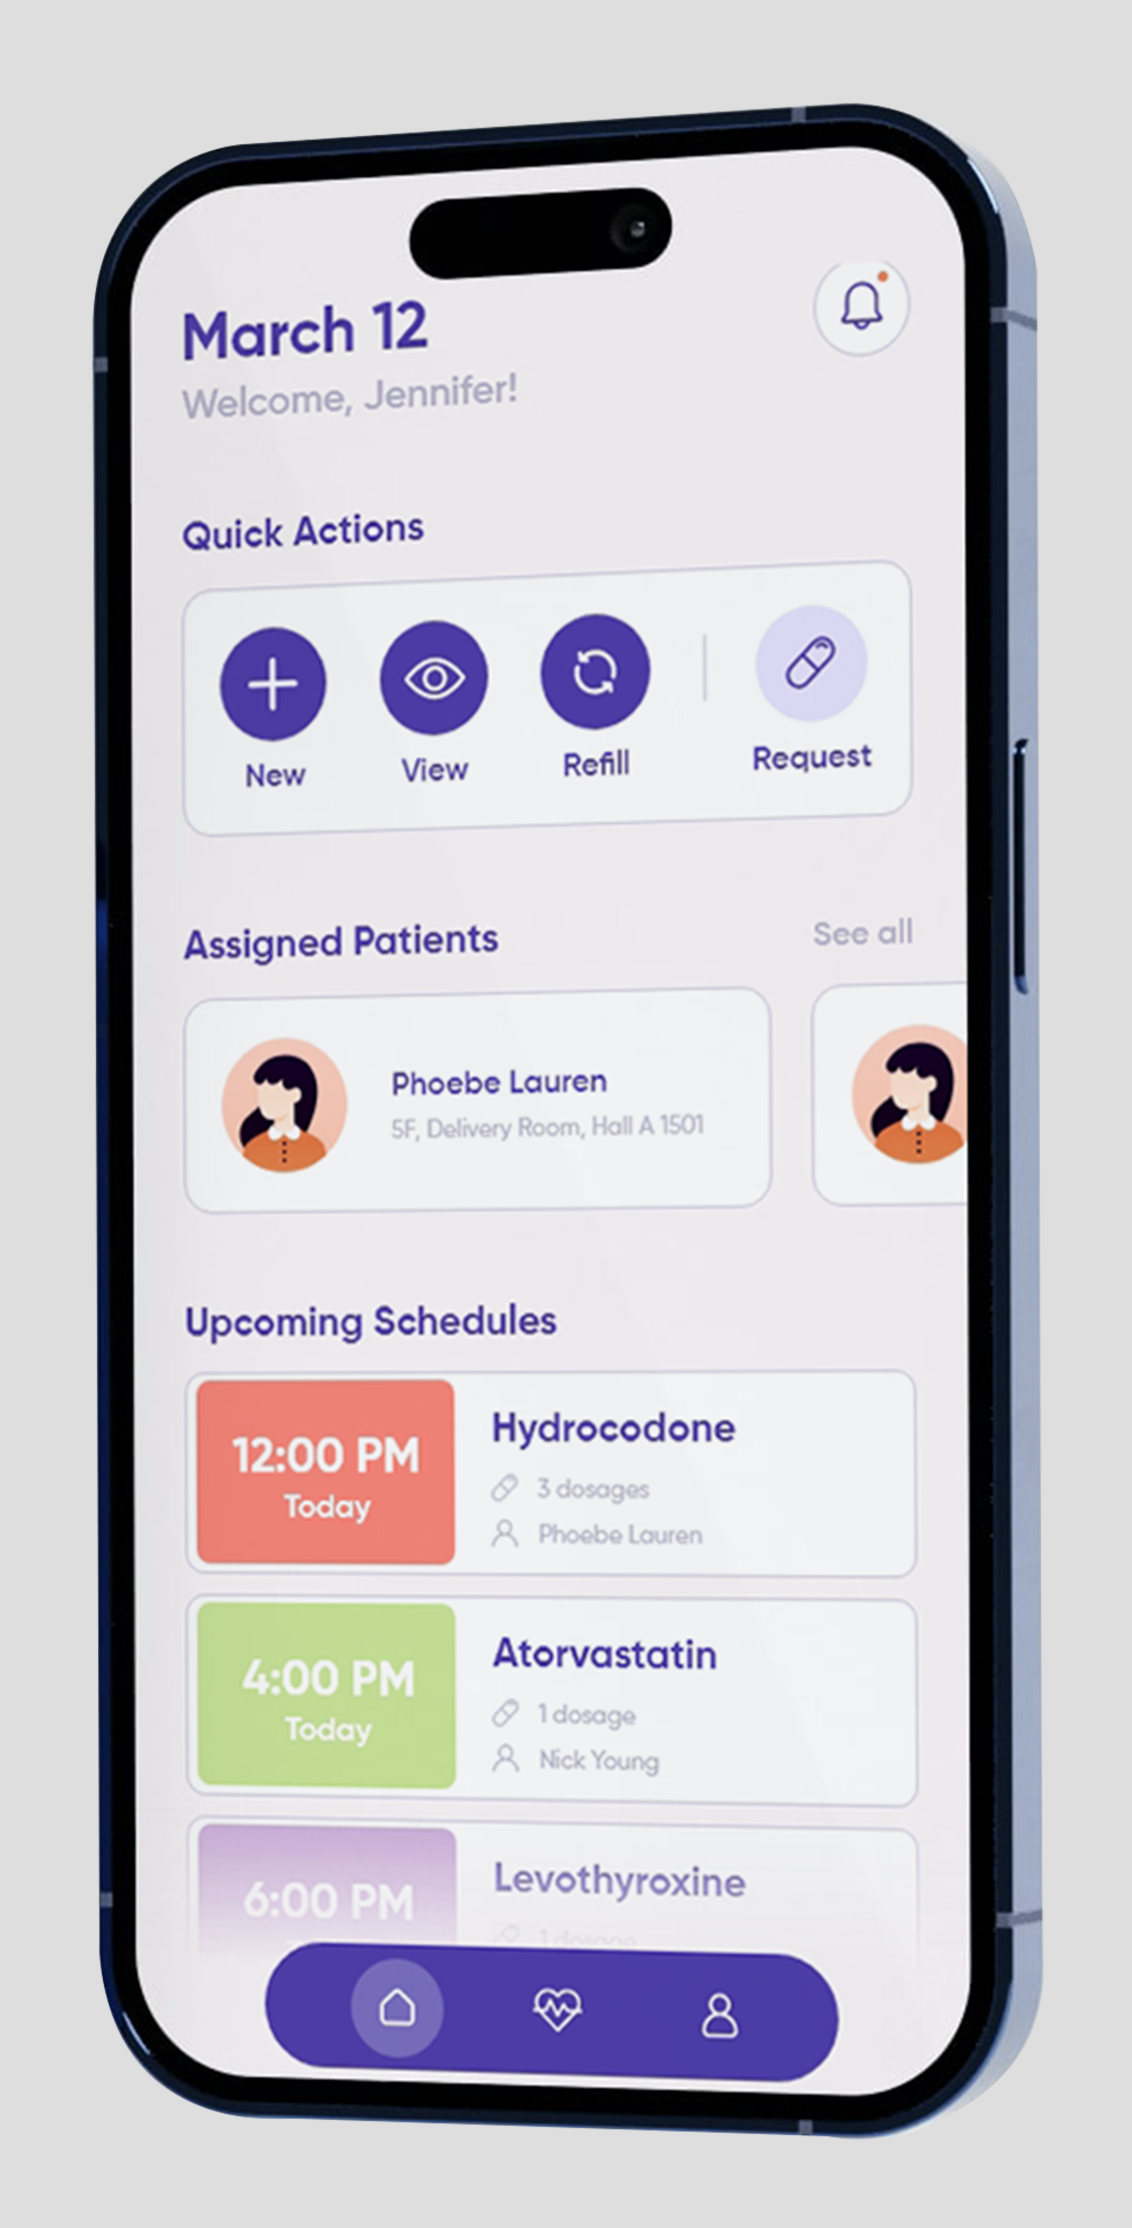 March 12
Welcome, Jennifer!
Quick Actions
New
View
Refill
Request
Assigned Patients
See all
Phoebe Lauren
5F, Delivery Room, Hall A 1501
Upcoming Schedules
12:00 PM
Today
Hydrocodone
3 dosages
Phoebe Lauren
4:00 PM
Today
Atorvastatin
1 dosage
Nick Young
6:00 PM
Levothyroxine
1 dosage